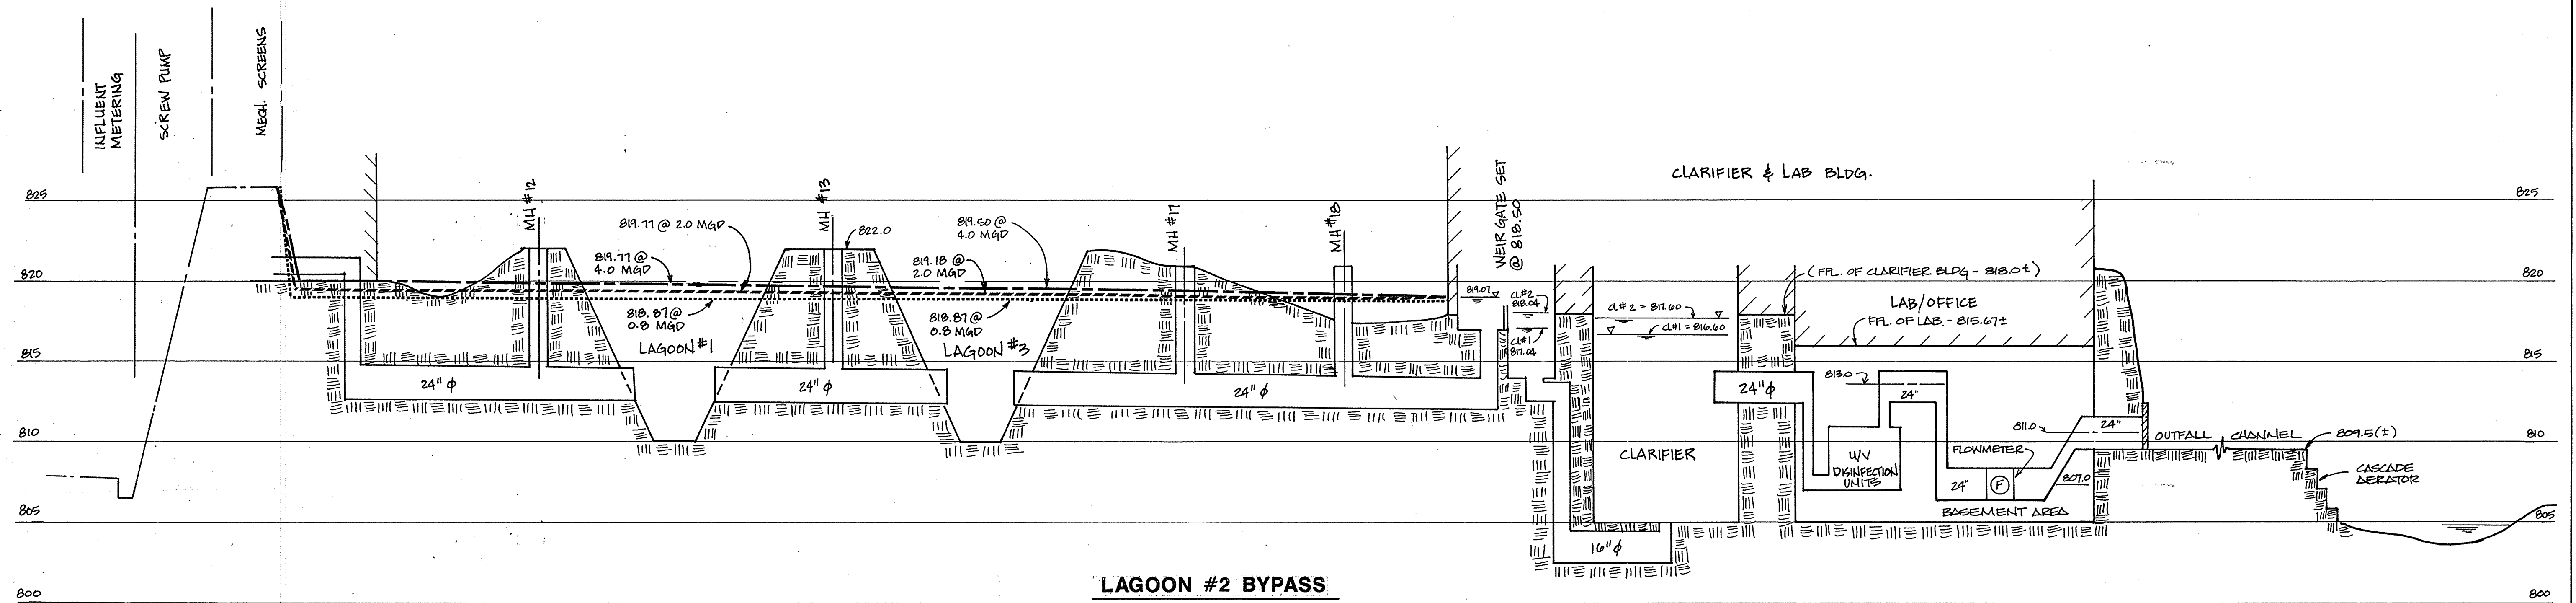 INFLUENT
METERING
SCREW PUMP
MECH. SCREENS
825
820
815
810
805
800
MH #12
MH #13
MH #17
MH #18
819.77 @ 2.0 MGD
819.77 @
4.0 MGD
818.87 @
0.8 MGD
LAGOON #1
822.0
819.50 @
4.0 MGD
819.18 @
2.0 MGD
818.87 @
0.8 MGD
LAGOON #3
24" φ
24" φ
24" φ
WEIR GATE SET
@ 818.50
819.07
CL#2
818.04
CL#1
817.04
CLARIFIER & LAB BLDG.
CL# 2 = 817.60
CL#1 = 816.60
(FFL. OF CLARIFIER BLDG - 818.0±)
LAB/OFFICE
FFL. OF LAB. - 815.67±
CLARIFIER
16" φ
24" φ
813.0
24"
U/V
DISINFECTION
UNITS
FLOWMETER
24"
F
811.0
24"
807.0
BASEMENT AREA
OUTFALL CHANNEL
809.5(±)
CASCADE
AERATOR
825
820
815
810
805
800
LAGOON #2 BYPASS